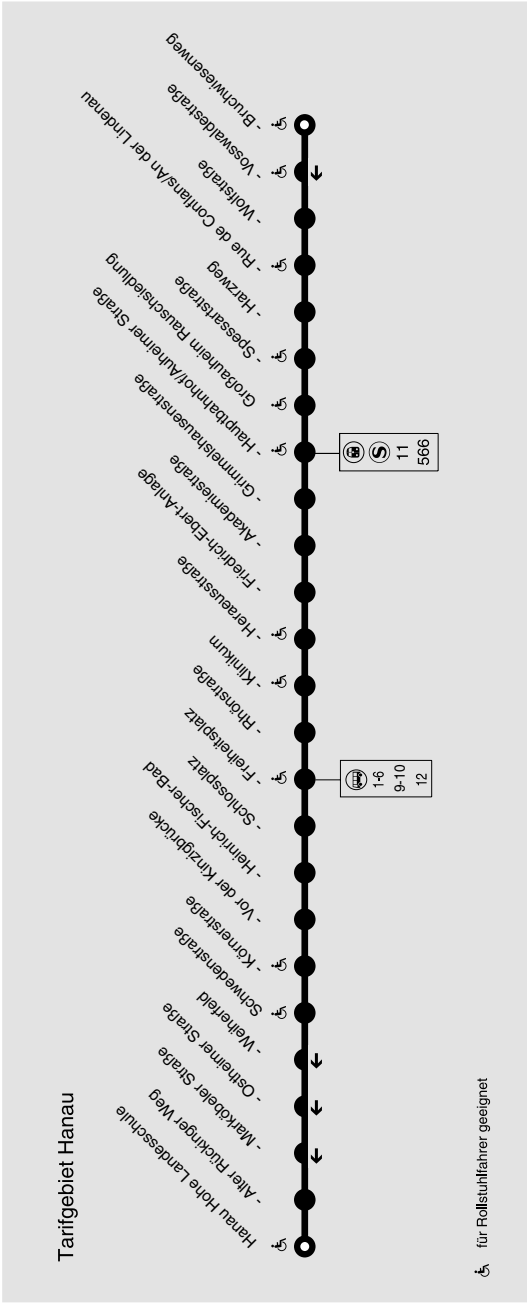 Tarifgebiet Hanau
Hanau Hohe Landesschule
- Alter Rückinger Weg
- Marköbeler Straße
- Ostheimer Straße
- Weiherfeld
Schwedenstraße
- Körnerstraße
- Vor der Kinzigbrücke
- Heinrich-Fischer-Bad
- Schlossplatz
- Freiheitsplatz
- Rhönstraße
- Klinikum
- Heraeusstraße
- Friedrich-Ebert-Anlage
- Akademiestraße
- Grimmelshausenstraße
- Hauptbahnhof/Auheimer Straße
Großauheim Rauschsiedlung
- Spessartstraße
- Harzweg
- Rue de Conflans/An der Lindenau
- Wolfstraße
- Vosswaldestraße
- Bruchwiesenweg
1-6
9-10
12
S
11
566
für Rollstuhlfahrer geeignet